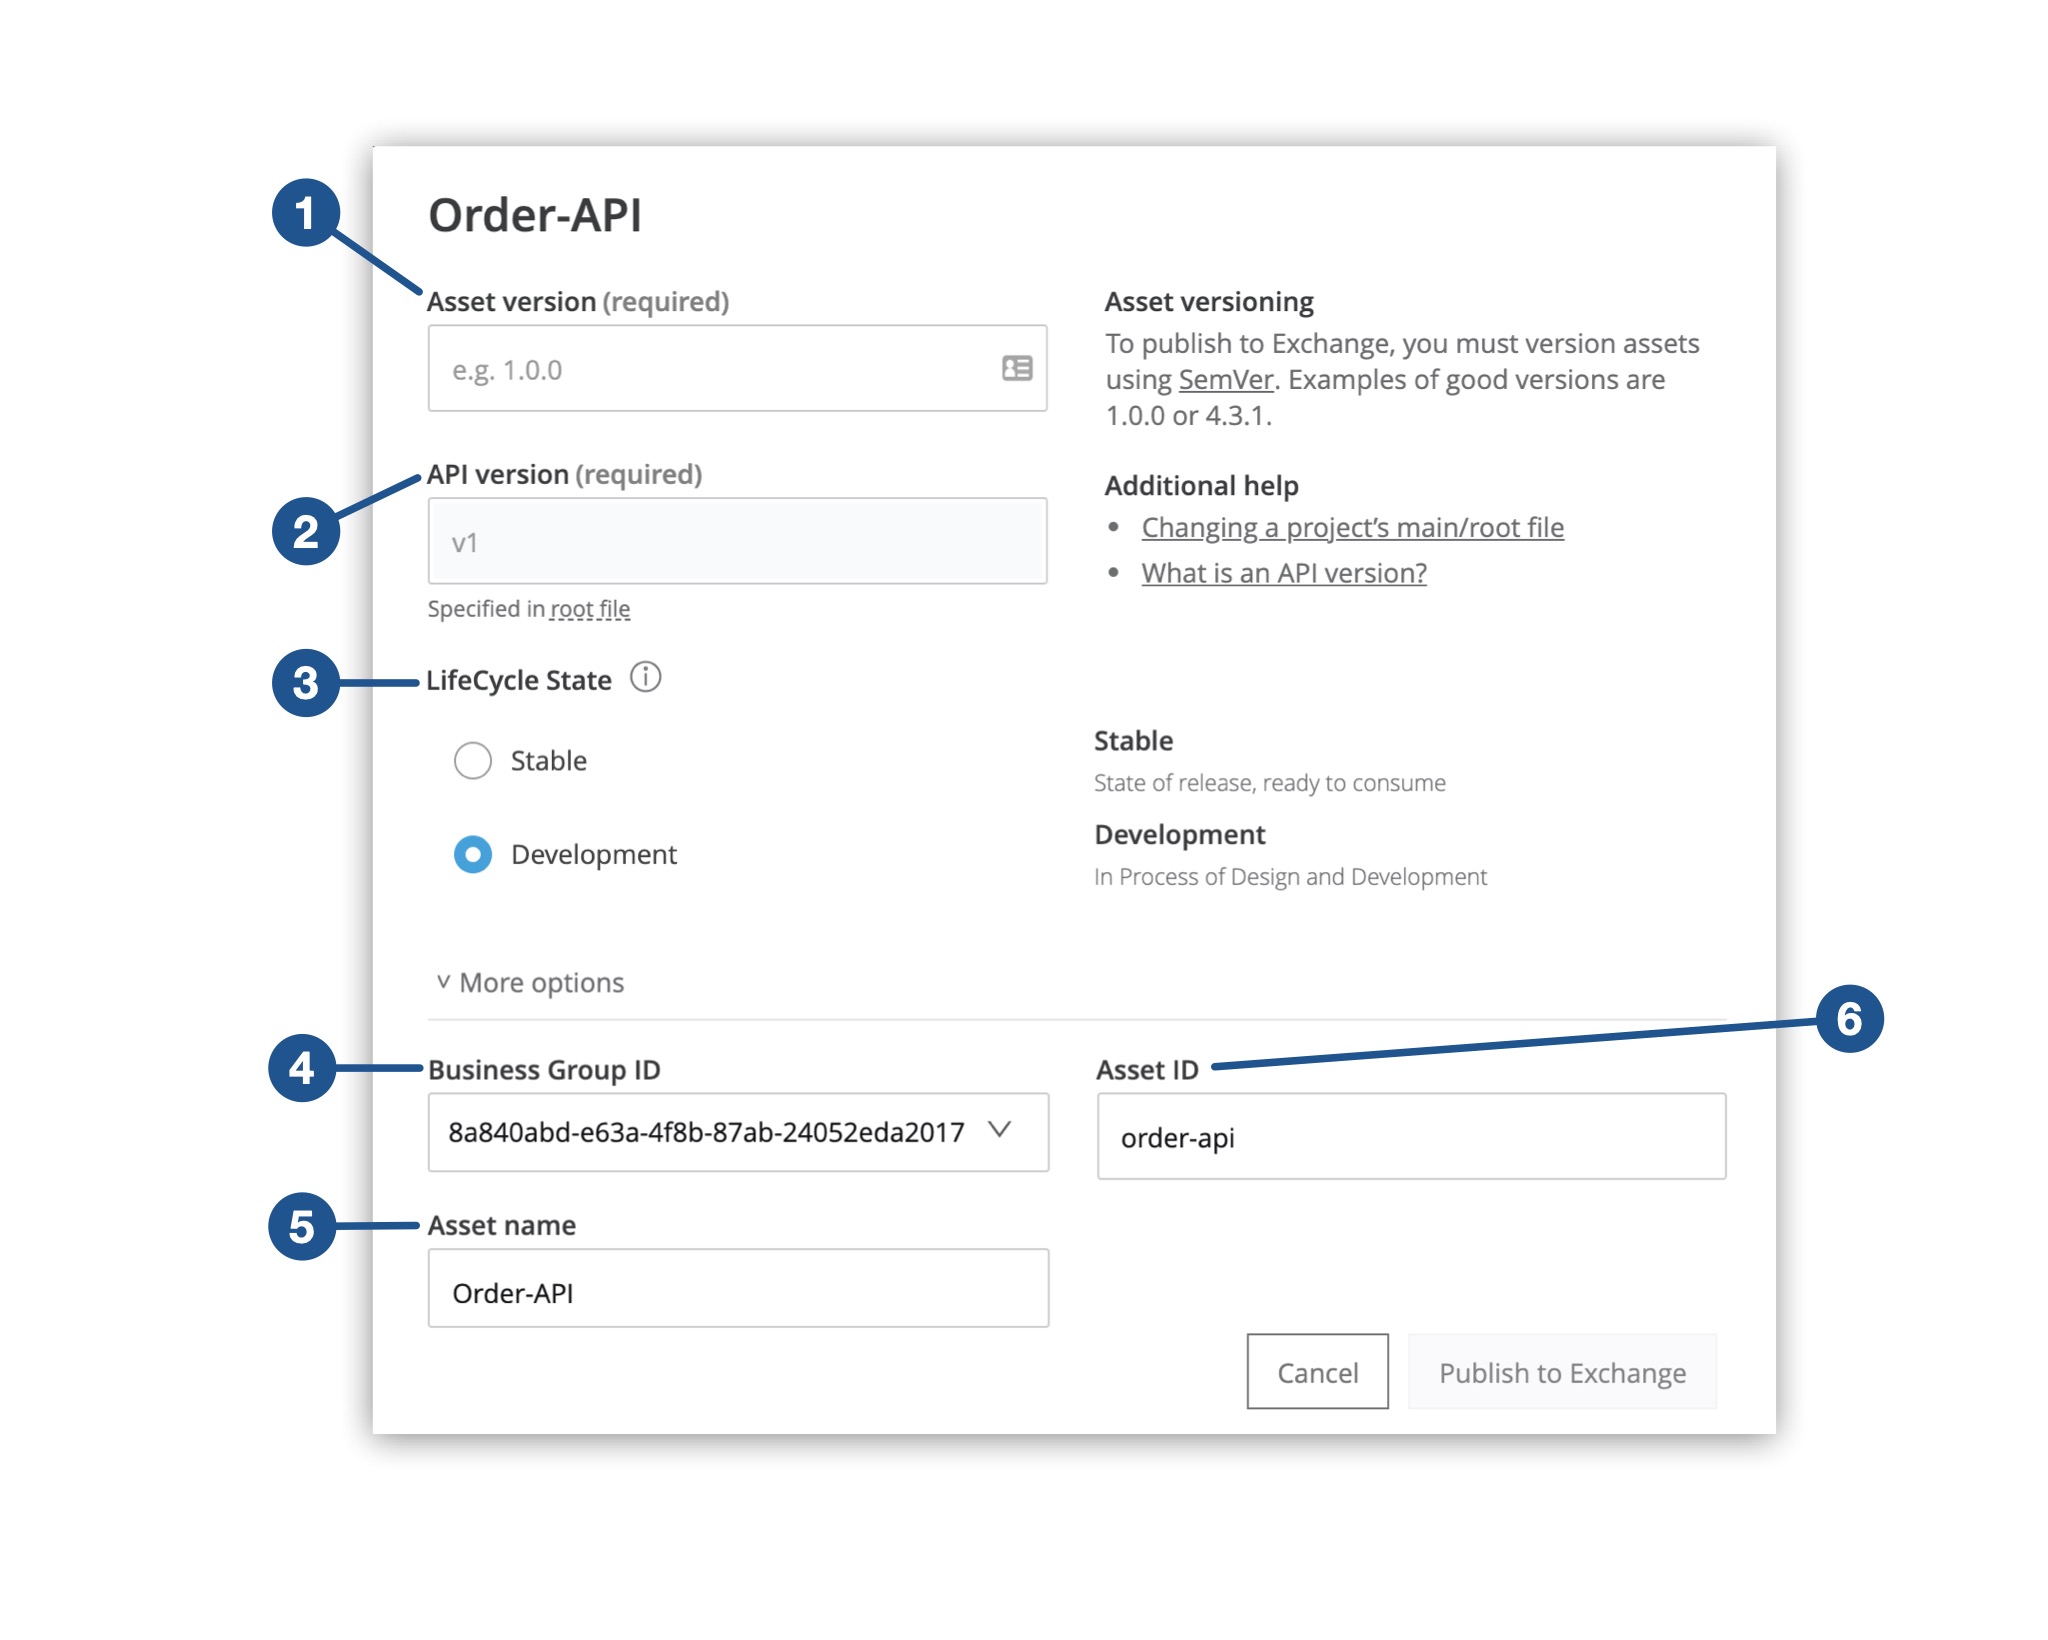 1
Order-API
Asset version (required)
e.g. 1.0.0
Asset versioning
To publish to Exchange, you must version assets
using SemVer. Examples of good versions are
1.0.0 or 4.3.1.
2
API version (required)
v1
Specified in root file
Additional help
• Changing a project’s main/root file
• What is an API version?
3
LifeCycle State
Stable
Development
Stable
State of release, ready to consume
Development
In Process of Design and Development
More options
4
Business Group ID
8a840abd-e63a-4f8b-87ab-24052eda2017
6
Asset ID
order-api
5
Asset name
Order-API
Cancel
Publish to Exchange